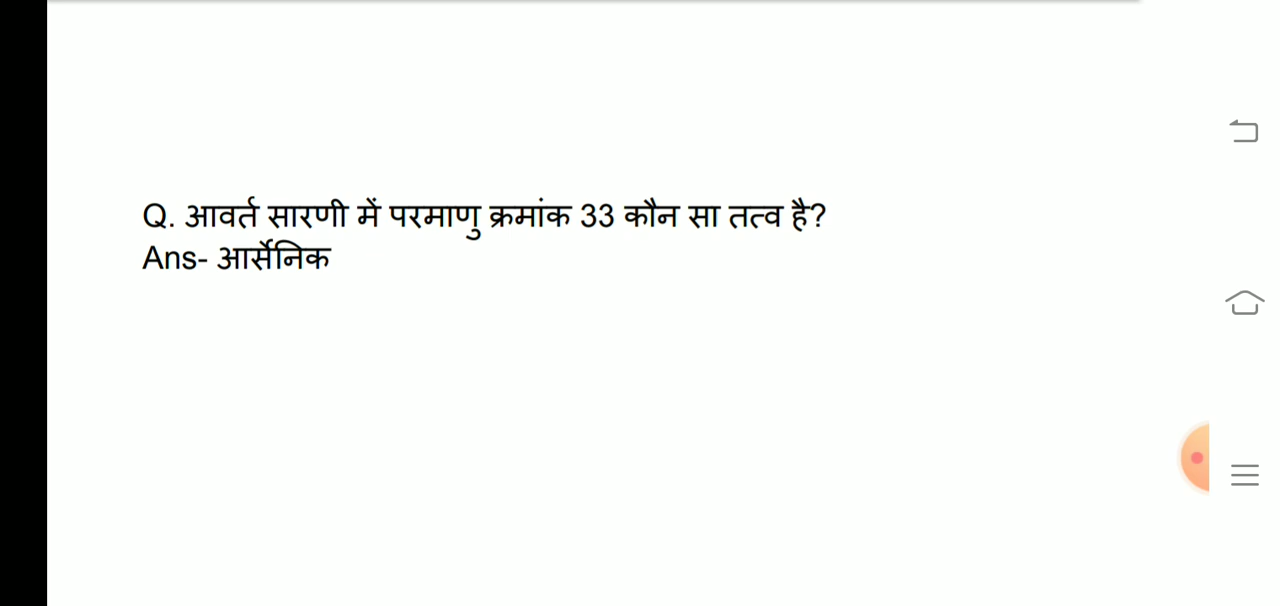 Q. आवर्त सारणी में परमाणु क्रमांक 33 कौन सा तत्व है?
Ans- आर्सेनिक